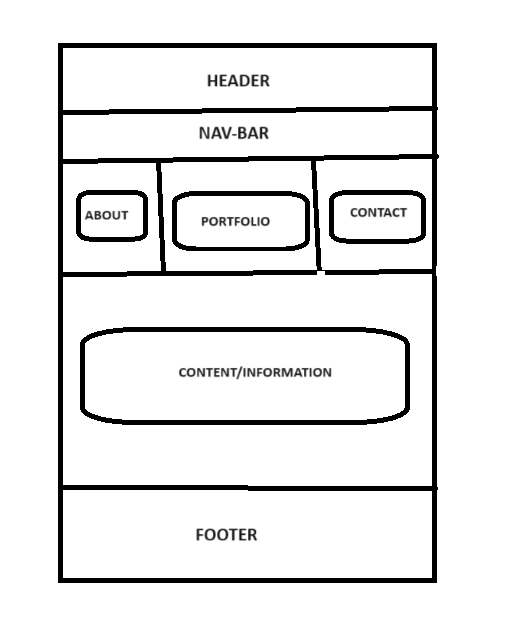 HEADER
NAV-BAR
ABOUT
PORTFOLIO
CONTACT
CONTENT/INFORMATION
FOOTER